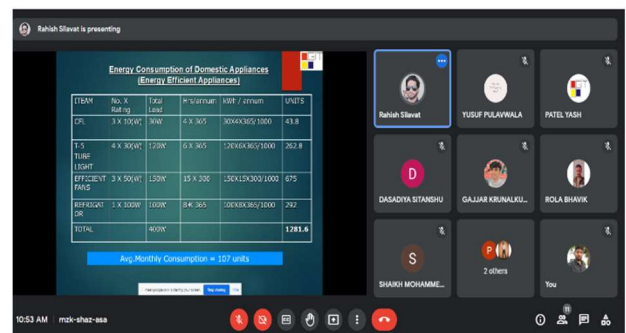 Rahish Silavat is presenting
Energy Consumption of Domestic Appliances
(Energy Efficient Appliances)
ITEAM No. X Rating Total Load Hrs/annum kWh / annum UNITS
CFL 3 X 10(W) 30W 4 X 365 30X4X365/1000 43.8
T-5 TUBE LIGHT 4 X 30(W) 120W 6 X 365 120X6X365/1000 262.8
EFFICIENT FANS 3 X 50(W) 150W 15 X 300 150X15X300/1000 675
REFRIGAT OR 1 X 100W 100W 8 X 365 100X8X365/1000 292
TOTAL 400W 1281.6
Avg.Monthly Consumption = 107 units
Rahish Silavat
YUSUF PULAVWALA
PATEL YASH
D
DASADIYA SITANSHU
GAJJAR KRUNALKU...
ROLA BHAVIK
S
SHAIKH MOHAMME...
P
2 others
You
10:53 AM mzk-shaz-asa
11